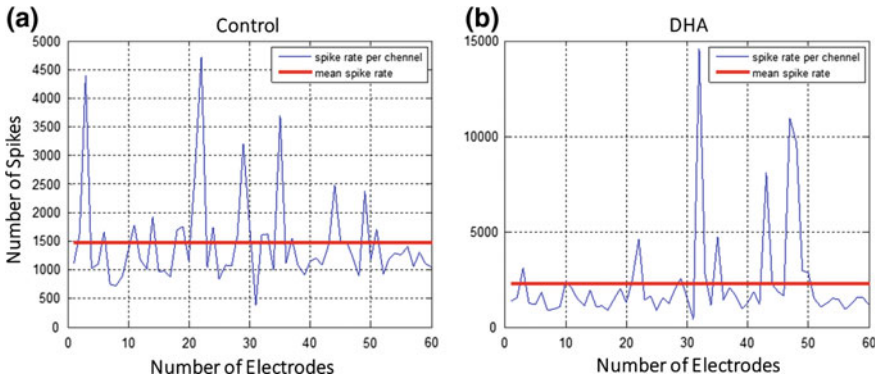 (a)
Control
5000
4500
4000
3500
3000
2500
2000
1500
1000
500
0
0 10 20 30 40 50 60
Number of Spikes
Number of Electrodes
spike rate per channel
mean spike rate
(b)
DHA
15000
10000
5000
0
0 10 20 30 40 50 60
Number of Electrodes
spike rate per channel
mean spike rate